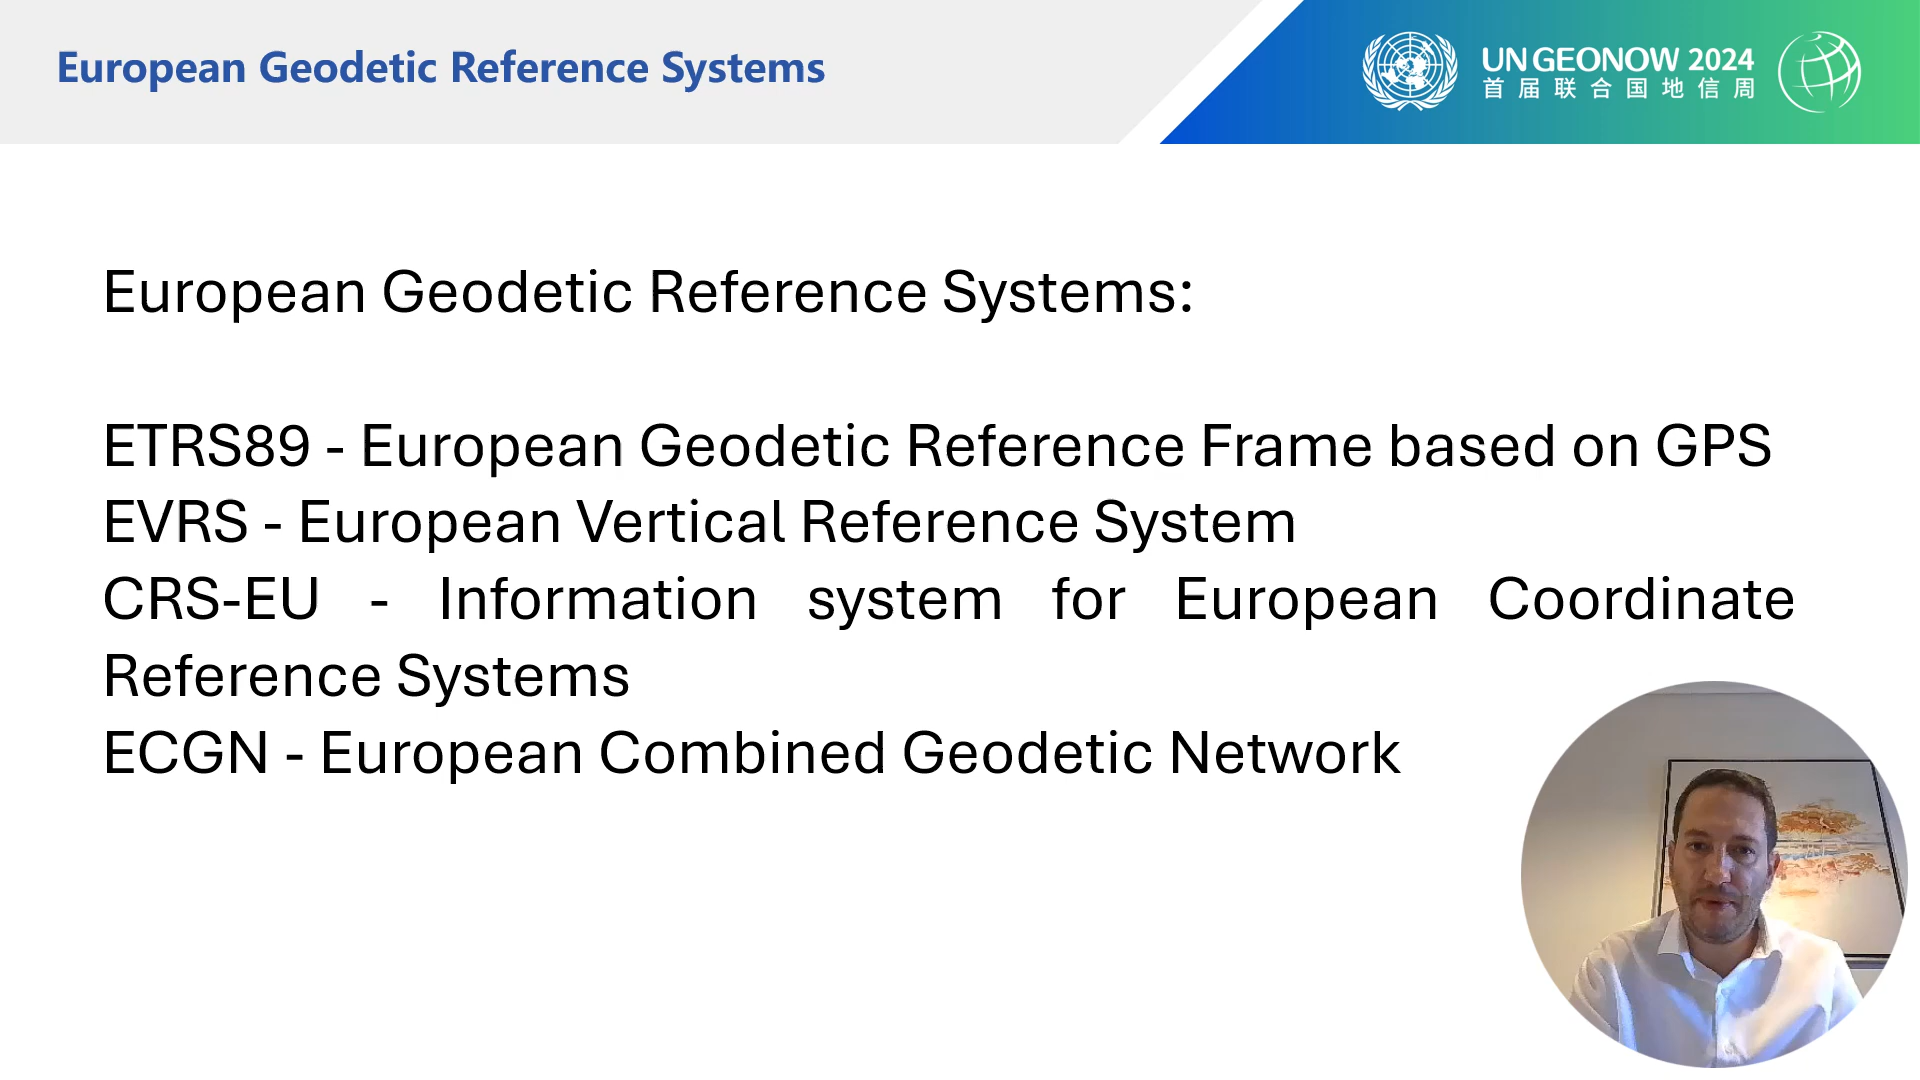 European Geodetic Reference Systems
UN GEONOW 2024
首届联合国地信周
European Geodetic Reference Systems:
ETRS89 - European Geodetic Reference Frame based on GPS
EVRS - European Vertical Reference System
CRS-EU - Information system for European Coordinate
Reference Systems
ECGN - European Combined Geodetic Network